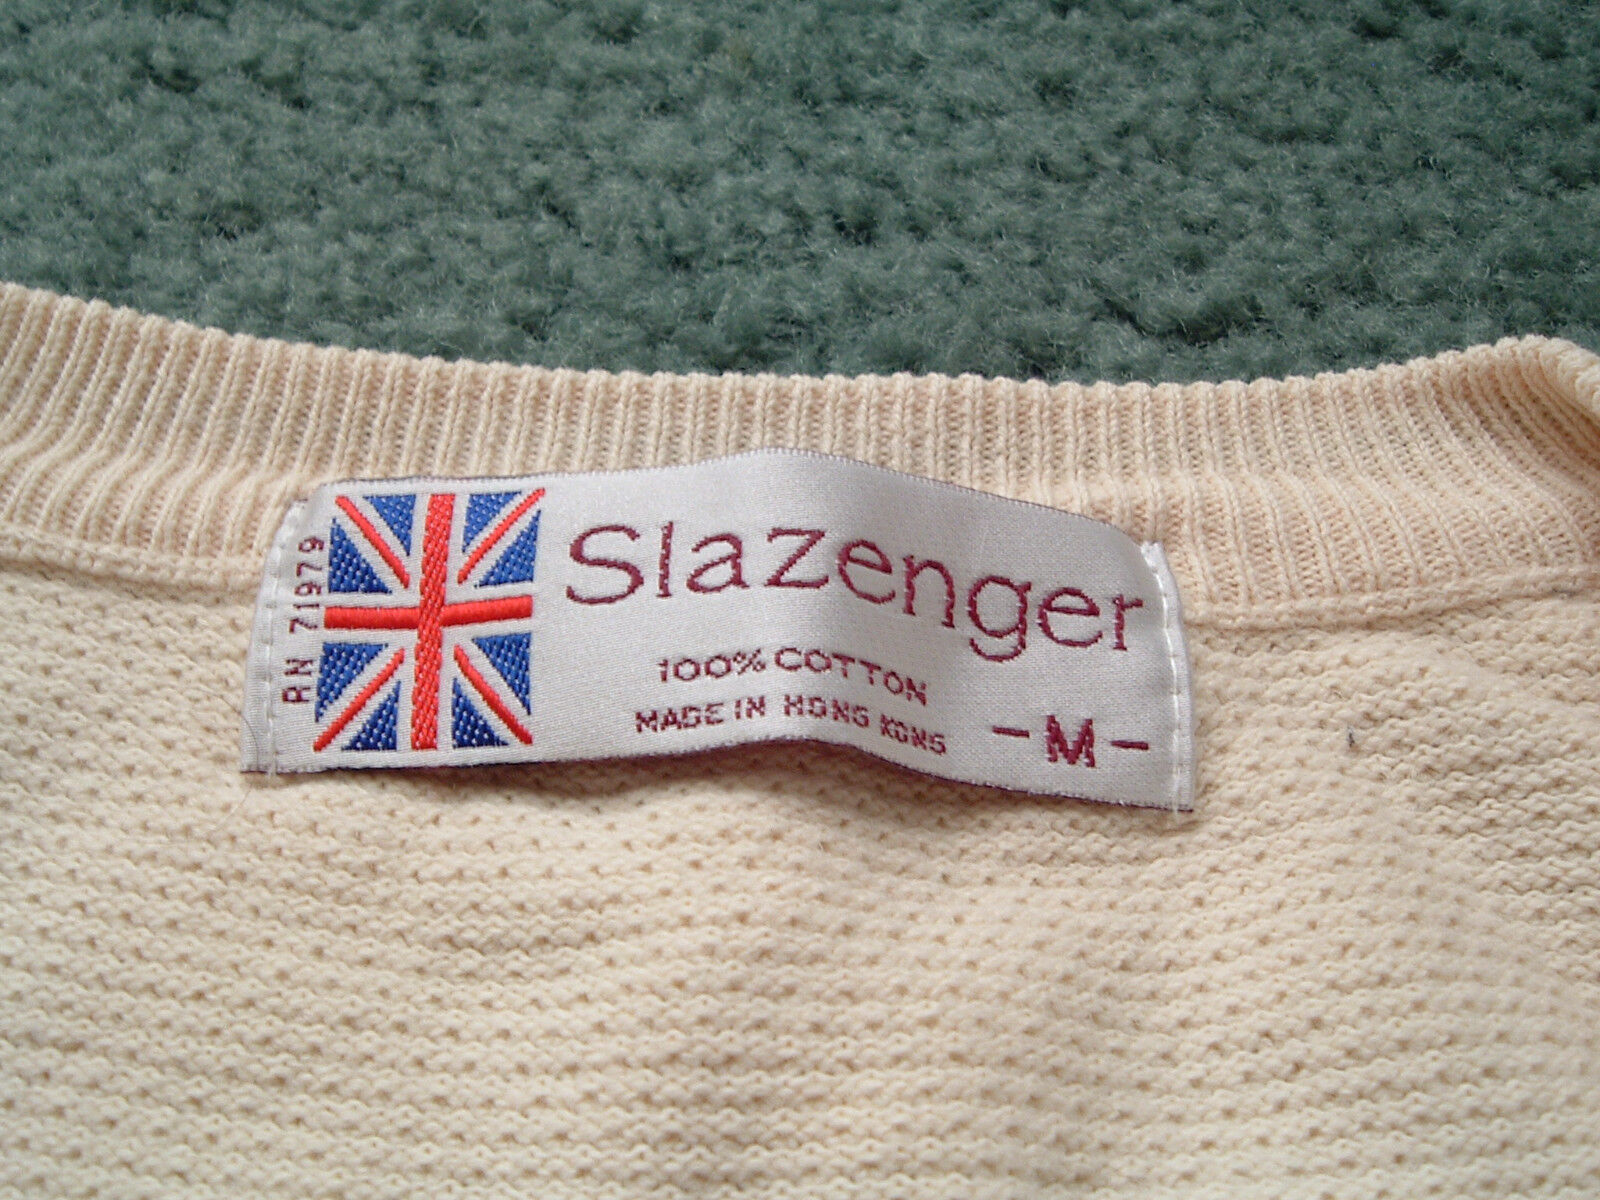 RN 71979
Slazenger
100% COTTON
MADE IN HONG KONG
- M -